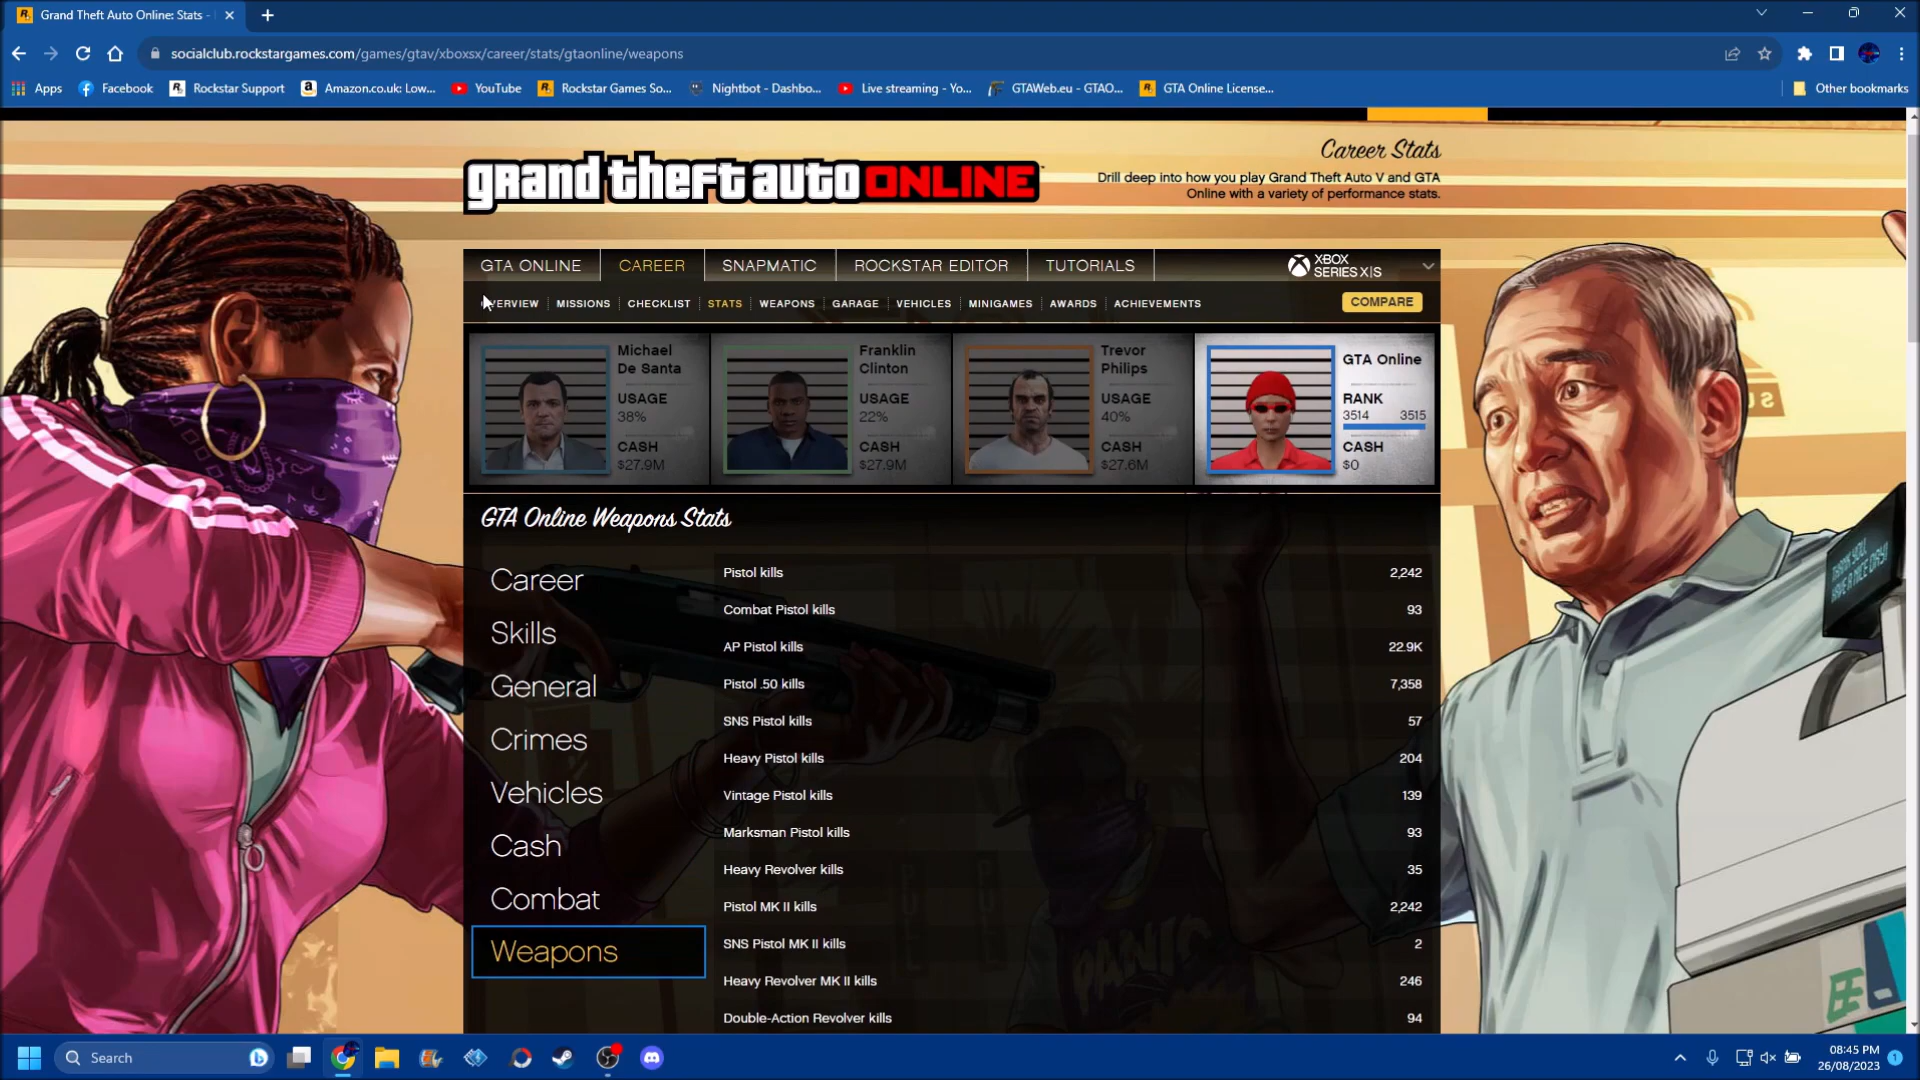 Grand Theft Auto Online: Stats -
socialclub.rockstargames.com/games/gtav/xboxsx/career/stats/gtaonline/weapons
Apps
Facebook
Rockstar Support
Amazon.co.uk: Low...
YouTube
Rockstar Games So...
Nightbot - Dashbo...
Live streaming - Yo...
GTAWeb.eu - GTAO...
GTA Online License...
Other bookmarks
grand theft auto ONLINE
Career Stats
Drill deep into how you play Grand Theft Auto V and GTA
Online with a variety of performance stats.
GTA ONLINE
CAREER
SNAPMATIC
ROCKSTAR EDITOR
TUTORIALS
XBOX
SERIES X|S
VERVIEW
MISSIONS
CHECKLIST
STATS
WEAPONS
GARAGE
VEHICLES
MINIGAMES
AWARDS
ACHIEVEMENTS
COMPARE
Michael
De Santa
USAGE
38%
CASH
$27.9M
Franklin
Clinton
USAGE
22%
CASH
$27.9M
Trevor
Philips
USAGE
40%
CASH
$27.6M
GTA Online
RANK
3514 3515
CASH
$0
GTA Online Weapons Stats
Career
Skills
General
Crimes
Vehicles
Cash
Combat
Weapons
Pistol kills 2,242
Combat Pistol kills 93
AP Pistol kills 22.9K
Pistol .50 kills 7,358
SNS Pistol kills 57
Heavy Pistol kills 204
Vintage Pistol kills 139
Marksman Pistol kills 93
Heavy Revolver kills 35
Pistol MK II kills 2,242
SNS Pistol MK II kills 2
Heavy Revolver MK II kills 246
Double-Action Revolver kills 94
PANIC
THANK YOU
HAVE A NICE DAY!
Search
08:45 PM
26/08/2023
1